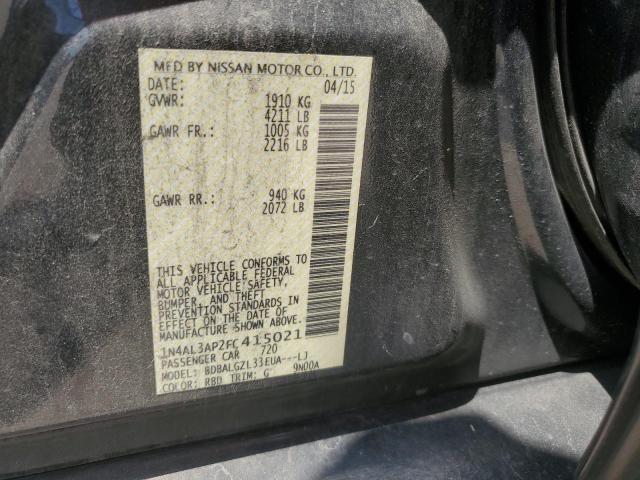 MFD BY NISSAN MOTOR CO., LTD.
DATE: 04/15
GVWR: 1910 KG
4211 LB
GAWR FR.: 1005 KG
2216 LB
GAWR RR.: 940 KG
2072 LB
THIS VEHICLE CONFORMS TO
ALL APPLICABLE FEDERAL
MOTOR VEHICLE SAFETY,
BUMPER, AND THEFT
PREVENTION STANDARDS IN
EFFECT ON THE DATE OF
MANUFACTURE SHOWN ABOVE.
1N4AL3AP2FC415021
PASSENGER CAR 720
MODEL: BDBALGZL33EUA---LJ
COLOR: RBD TRIM: G 9N00A